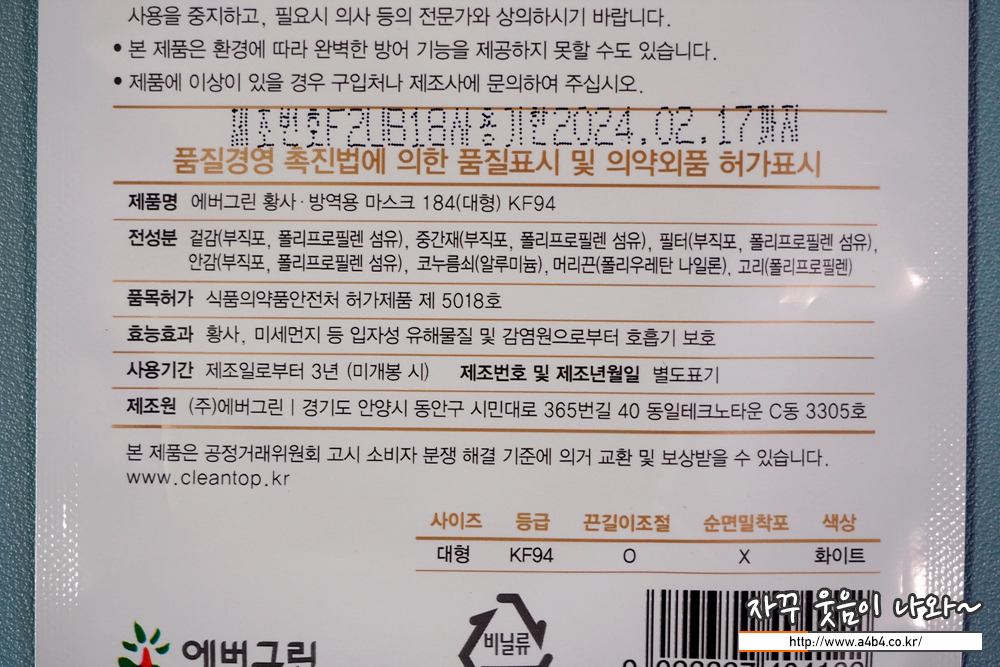 사용을 중지하고, 필요시 의사 등의 전문가와 상의하시기 바랍니다.
• 본 제품은 환경에 따라 완벽한 방어 기능을 제공하지 못할 수도 있습니다.
• 제품에 이상이 있을 경우 구입처나 제조사에 문의하여 주십시오.
제조번호F20B18사용기한2024.02.17까지
품질경영 촉진법에 의한 품질표시 및 의약외품 허가표시
제품명 에버그린 황사·방역용 마스크 184(대형) KF94
전성분 겉감(부직포, 폴리프로필렌 섬유), 중간재(부직포, 폴리프로필렌 섬유), 필터(부직포, 폴리프로필렌 섬유),
안감(부직포, 폴리프로필렌 섬유), 코누름쇠(알루미늄), 머리끈(폴리우레탄 나일론), 고리(폴리프로필렌)
품목허가 식품의약품안전처 허가제품 제 5018호
효능효과 황사, 미세먼지 등 입자성 유해물질 및 감염원으로부터 호흡기 보호
사용기간 제조일로부터 3년 (미개봉 시) 제조번호 및 제조년월일 별도표기
제조원 (주)에버그린 | 경기도 안양시 동안구 시민대로 365번길 40 동일테크노타운 C동 3305호
본 제품은 공정거래위원회 고시 소비자 분쟁 해결 기준에 의거 교환 및 보상받을 수 있습니다.
www.cleantop.kr
사이즈 등급 끈길이조절 순면밀착포 색상
대형 KF94 O X 화이트
비닐류
에버그린
자꾸 웃음이 나와~
http://www.a4b4.co.kr/